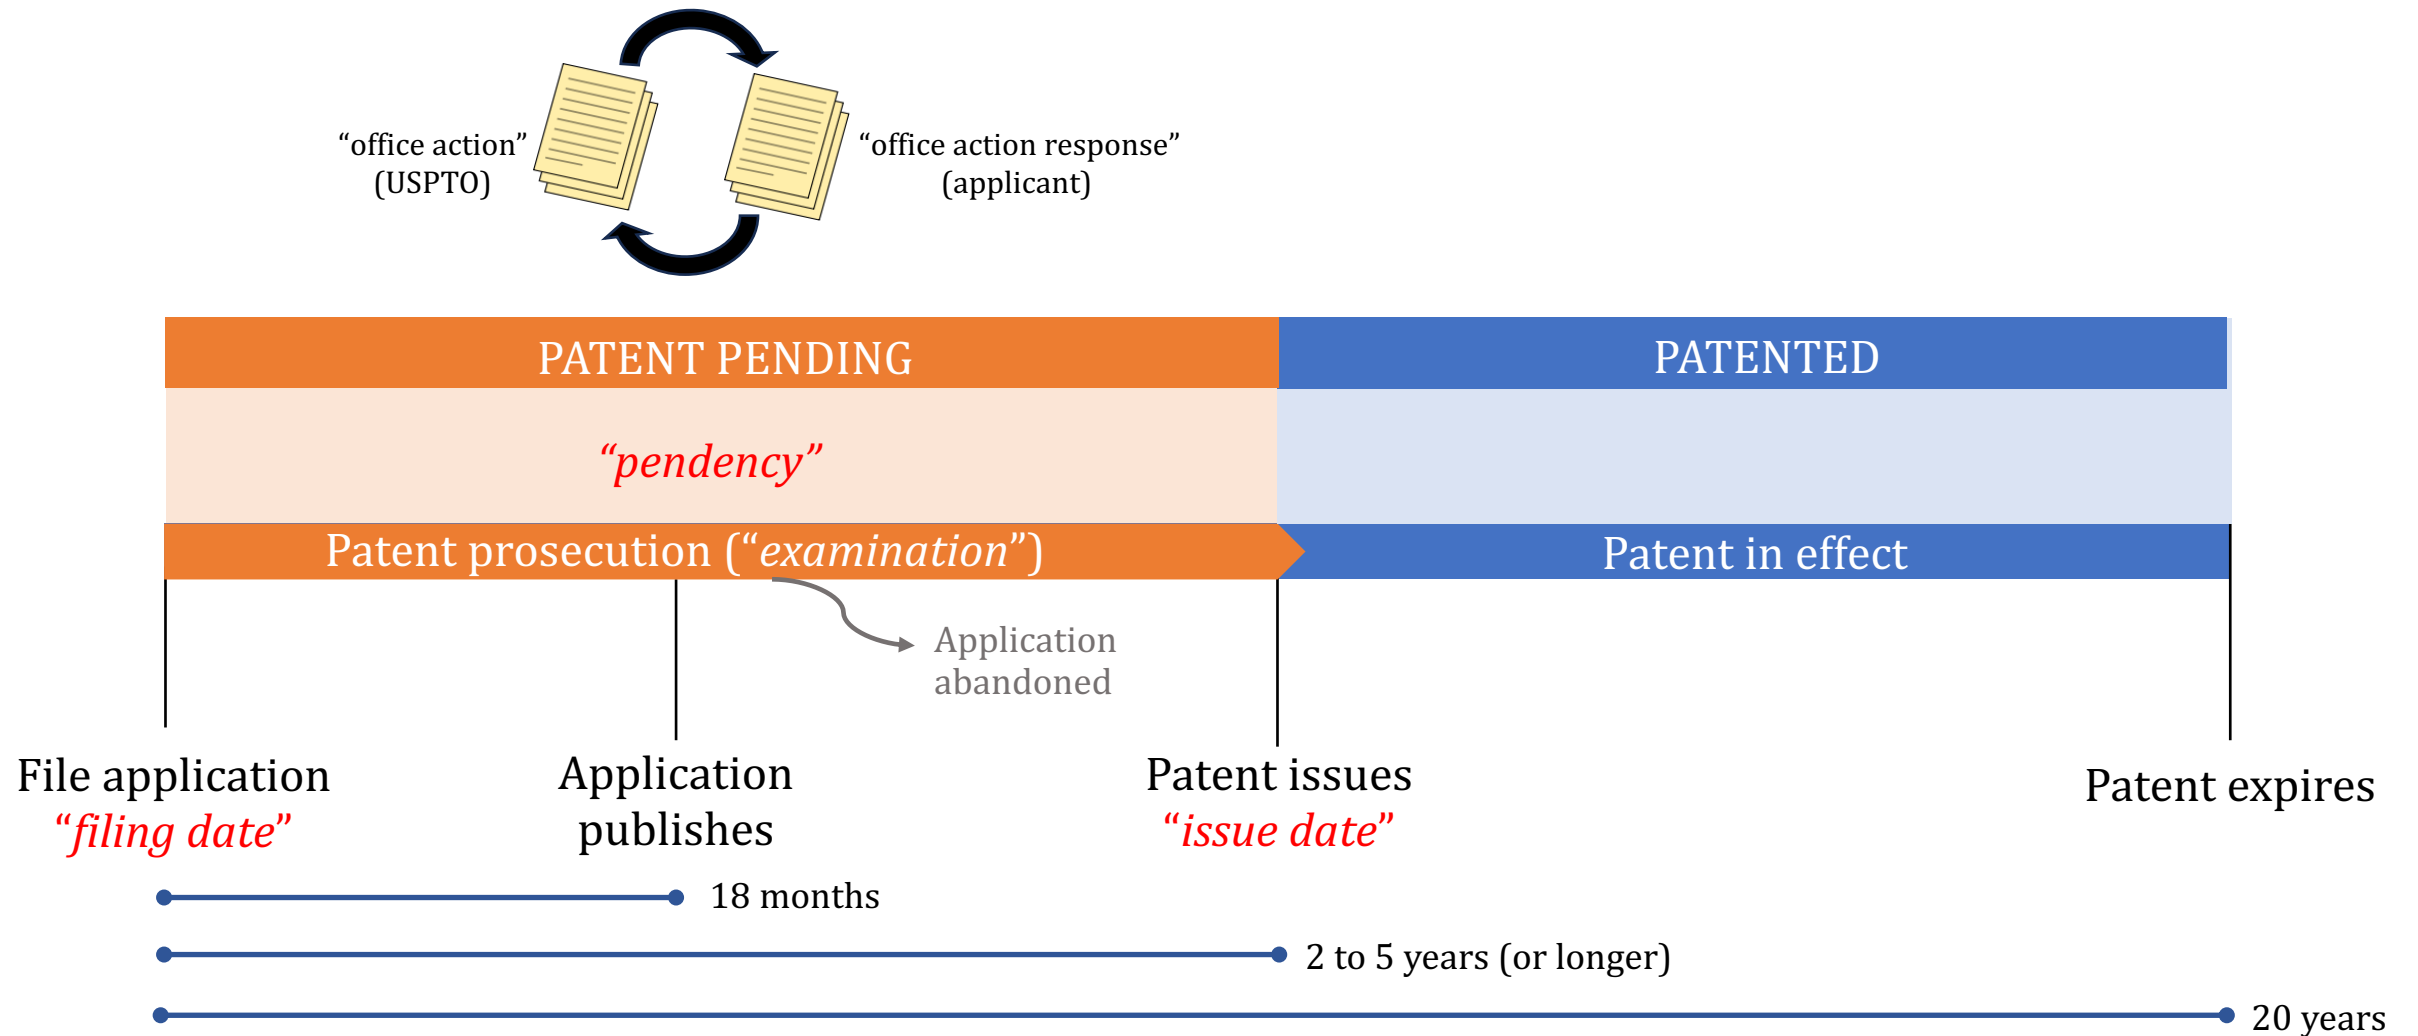 “office action”
(USPTO)
“office action response”
(applicant)
PATENT PENDING
PATENTED
“pendency”
Patent prosecution (“examination”)
Patent in effect
Application
abandoned
File application
“filing date”
Application
publishes
Patent issues
“issue date”
Patent expires
18 months
2 to 5 years (or longer)
20 years